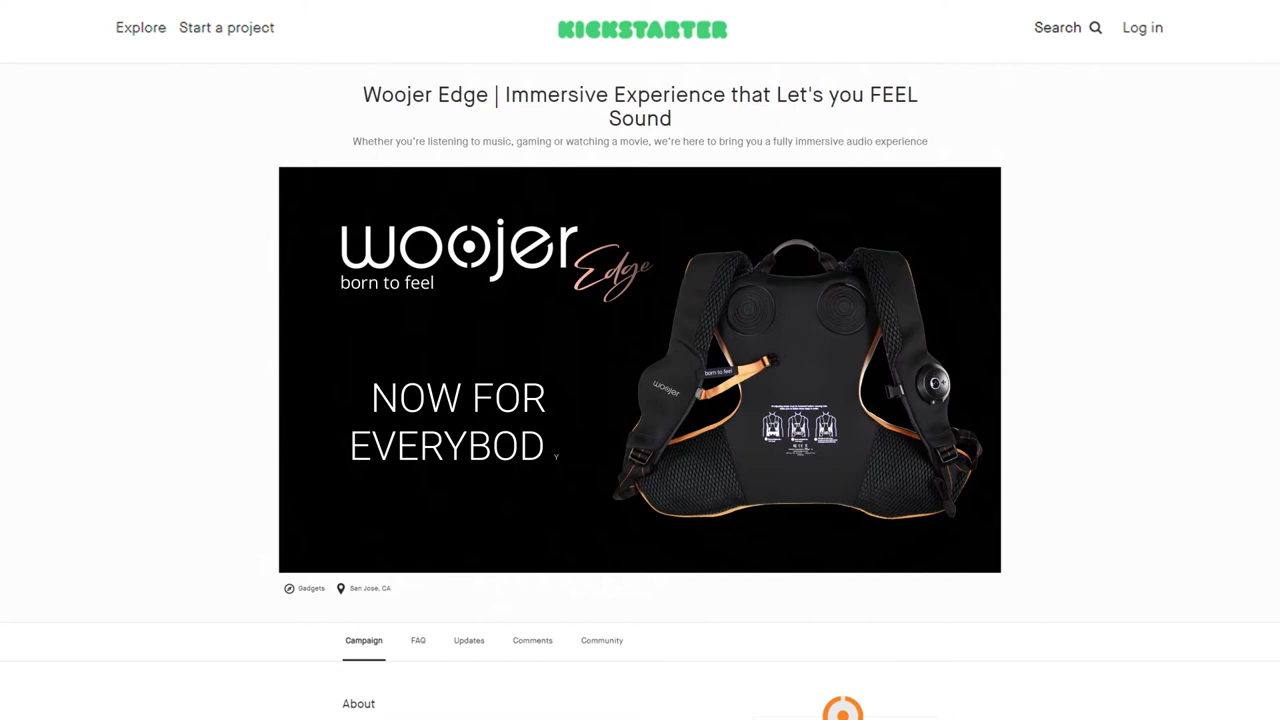 Explore Start a project KICKSTARTER Search Log in
Woojer Edge | Immersive Experience that Let's you FEEL
Sound
Whether you're listening to music, gaming or watching a movie, we're here to bring you a fully immersive audio experience
woojer
Edge
born to feel
NOW FOR
EVERYBODY
born to feel
woojer
Gadgets San Jose, CA
Campaign FAQ Updates Comments Community
About